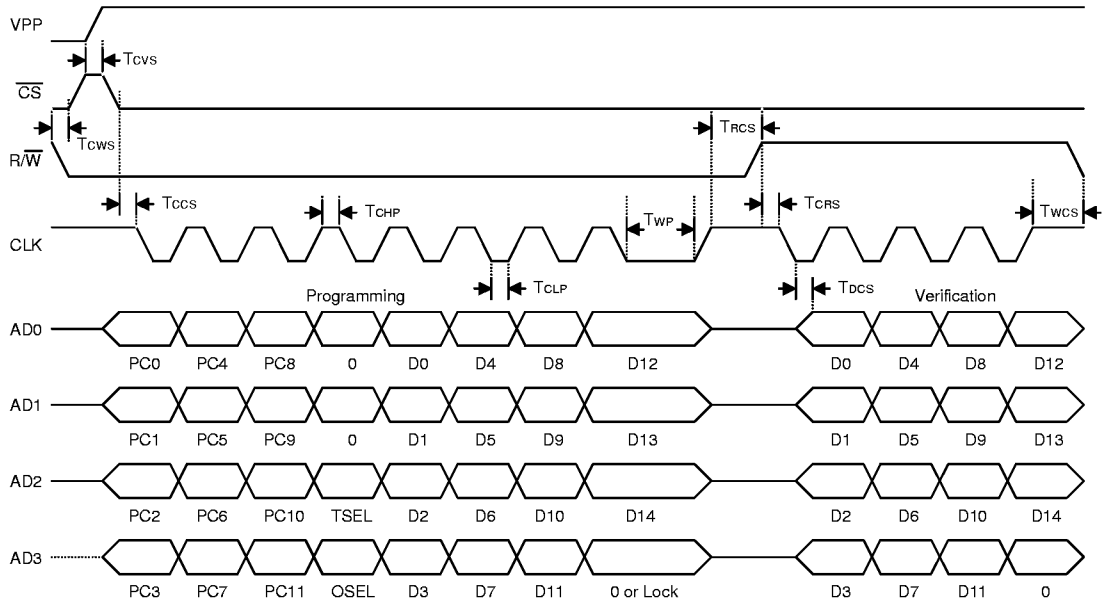 VPP
TCVS
CS
TCWS
TRCS
R/W
TCCS
TCHP
TWP
TCRS
TWCS
CLK
TCLP
TDCS
Programming
Verification
AD0
PC0 PC4 PC8 0 D0 D4 D8 D12 D0 D4 D8 D12
AD1
PC1 PC5 PC9 0 D1 D5 D9 D13 D1 D5 D9 D13
AD2
PC2 PC6 PC10 TSEL D2 D6 D10 D14 D2 D6 D10 D14
AD3
PC3 PC7 PC11 OSEL D3 D7 D11 0 or Lock D3 D7 D11 0